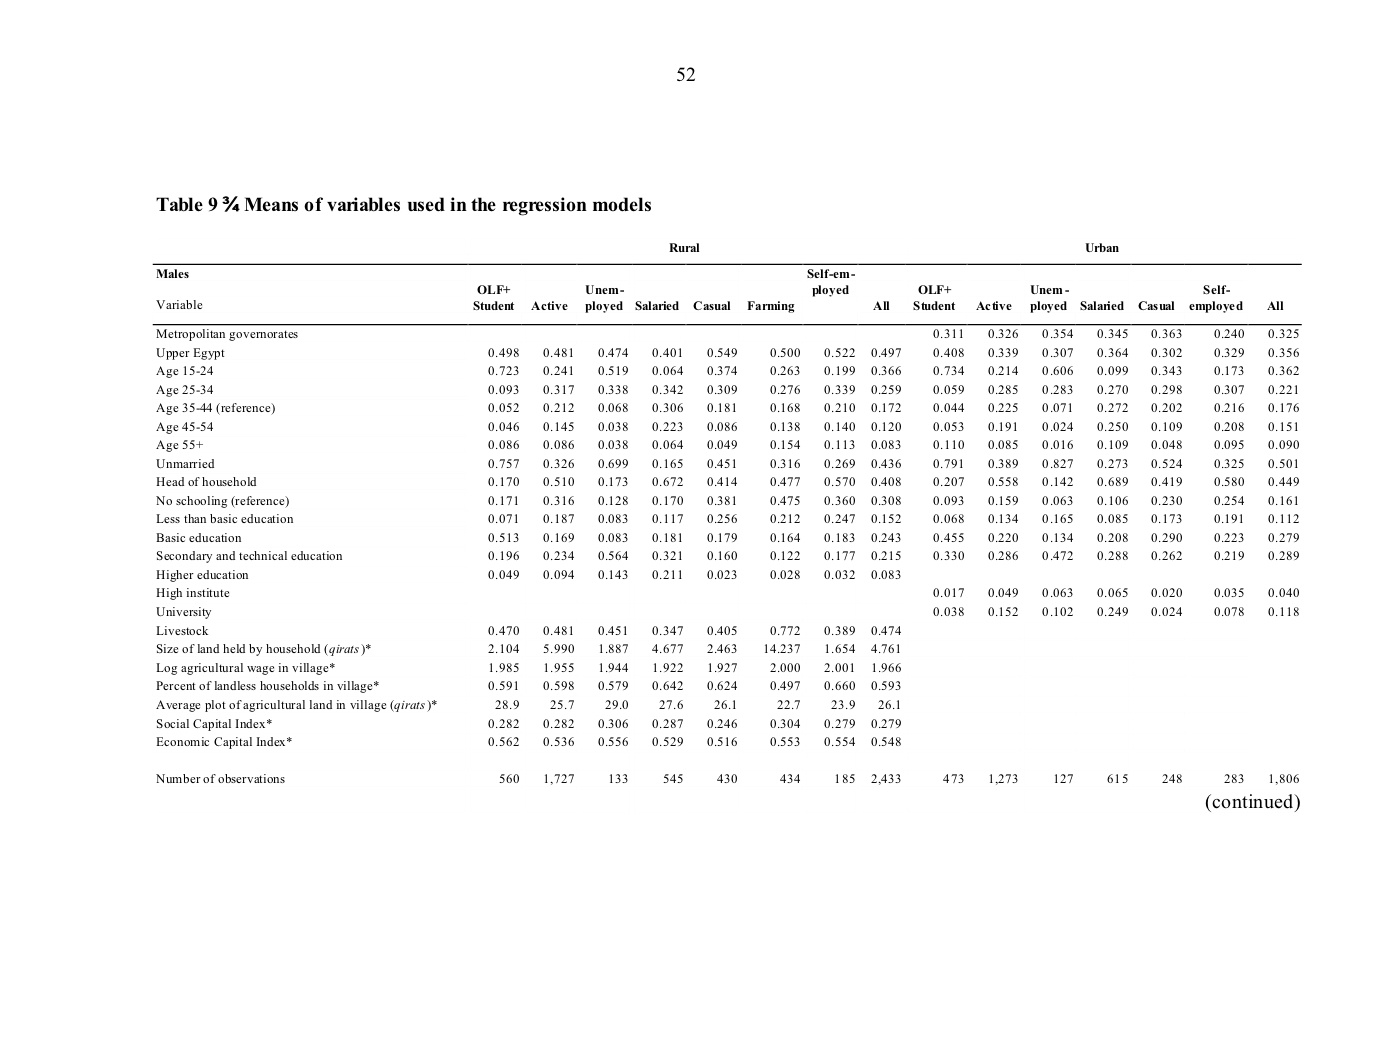 52
Table 9 ¾ Means of variables used in the regression models
Rural Urban
Males Self-em-
OLF+ Unem- ployed OLF+ Unem- Self-
Variable Student Active ployed Salaried Casual Farming All Student Active ployed Salaried Casual employed All
Metropolitan governorates 0.311 0.326 0.354 0.345 0.363 0.240 0.325
Upper Egypt 0.498 0.481 0.474 0.401 0.549 0.500 0.522 0.497 0.408 0.339 0.307 0.364 0.302 0.329 0.356
Age 15-24 0.723 0.241 0.519 0.064 0.374 0.263 0.199 0.366 0.734 0.214 0.606 0.099 0.343 0.173 0.362
Age 25-34 0.093 0.317 0.338 0.342 0.309 0.276 0.339 0.259 0.059 0.285 0.283 0.270 0.298 0.307 0.221
Age 35-44 (reference) 0.052 0.212 0.068 0.306 0.181 0.168 0.210 0.172 0.044 0.225 0.071 0.272 0.202 0.216 0.176
Age 45-54 0.046 0.145 0.038 0.223 0.086 0.138 0.140 0.120 0.053 0.191 0.024 0.250 0.109 0.208 0.151
Age 55+ 0.086 0.086 0.038 0.064 0.049 0.154 0.113 0.083 0.110 0.085 0.016 0.109 0.048 0.095 0.090
Unmarried 0.757 0.326 0.699 0.165 0.451 0.316 0.269 0.436 0.791 0.389 0.827 0.273 0.524 0.325 0.501
Head of household 0.170 0.510 0.173 0.672 0.414 0.477 0.570 0.408 0.207 0.558 0.142 0.689 0.419 0.580 0.449
No schooling (reference) 0.171 0.316 0.128 0.170 0.381 0.475 0.360 0.308 0.093 0.159 0.063 0.106 0.230 0.254 0.161
Less than basic education 0.071 0.187 0.083 0.117 0.256 0.212 0.247 0.152 0.068 0.134 0.165 0.085 0.173 0.191 0.112
Basic education 0.513 0.169 0.083 0.181 0.179 0.164 0.183 0.243 0.455 0.220 0.134 0.208 0.290 0.223 0.279
Secondary and technical education 0.196 0.234 0.564 0.321 0.160 0.122 0.177 0.215 0.330 0.286 0.472 0.288 0.262 0.219 0.289
Higher education 0.049 0.094 0.143 0.211 0.023 0.028 0.032 0.083
High institute 0.017 0.049 0.063 0.065 0.020 0.035 0.040
University 0.038 0.152 0.102 0.249 0.024 0.078 0.118
Livestock 0.470 0.481 0.451 0.347 0.405 0.772 0.389 0.474
Size of land held by household (qirats)* 2.104 5.990 1.887 4.677 2.463 14.237 1.654 4.761
Log agricultural wage in village* 1.985 1.955 1.944 1.922 1.927 2.000 2.001 1.966
Percent of landless households in village* 0.591 0.598 0.579 0.642 0.624 0.497 0.660 0.593
Average plot of agricultural land in village (qirats)* 28.9 25.7 29.0 27.6 26.1 22.7 23.9 26.1
Social Capital Index* 0.282 0.282 0.306 0.287 0.246 0.304 0.279 0.279
Economic Capital Index* 0.562 0.536 0.556 0.529 0.516 0.553 0.554 0.548
Number of observations 560 1,727 133 545 430 434 185 2,433 473 1,273 127 615 248 283 1,806
(continued)